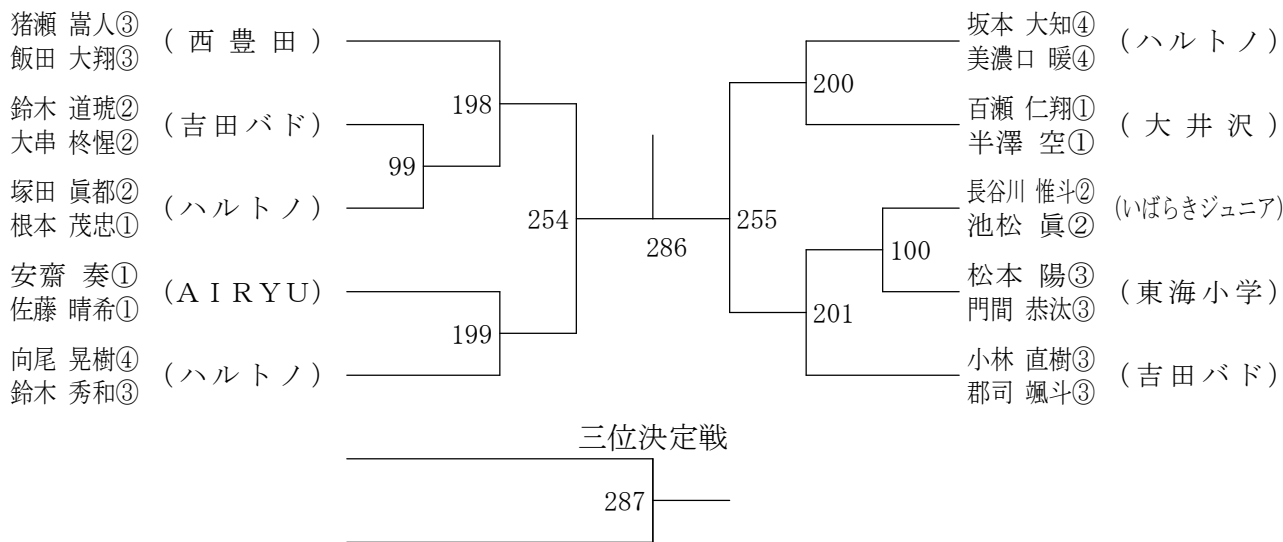 猪瀬 嵩人③
飯田 大翔③
(西豊田)
鈴木 道琥②
大串 柊惺②
(吉田バド)
塚田 眞都②
根本 茂忠①
(ハルトノ)
安齋 奏①
佐藤 晴希①
(AIRYU)
向尾 晃樹④
鈴木 秀和③
(ハルトノ)
198
99
254
199
286
坂本 大知④
美濃口 暖④
(ハルトノ)
百瀬 仁翔①
半澤 空①
(大井沢)
長谷川 惟斗②
池松 眞②
(いばらきジュニア)
松本 陽③
門間 恭汰③
(東海小学)
小林 直樹③
郡司 颯斗③
(吉田バド)
200
255
100
201
三位決定戦
287